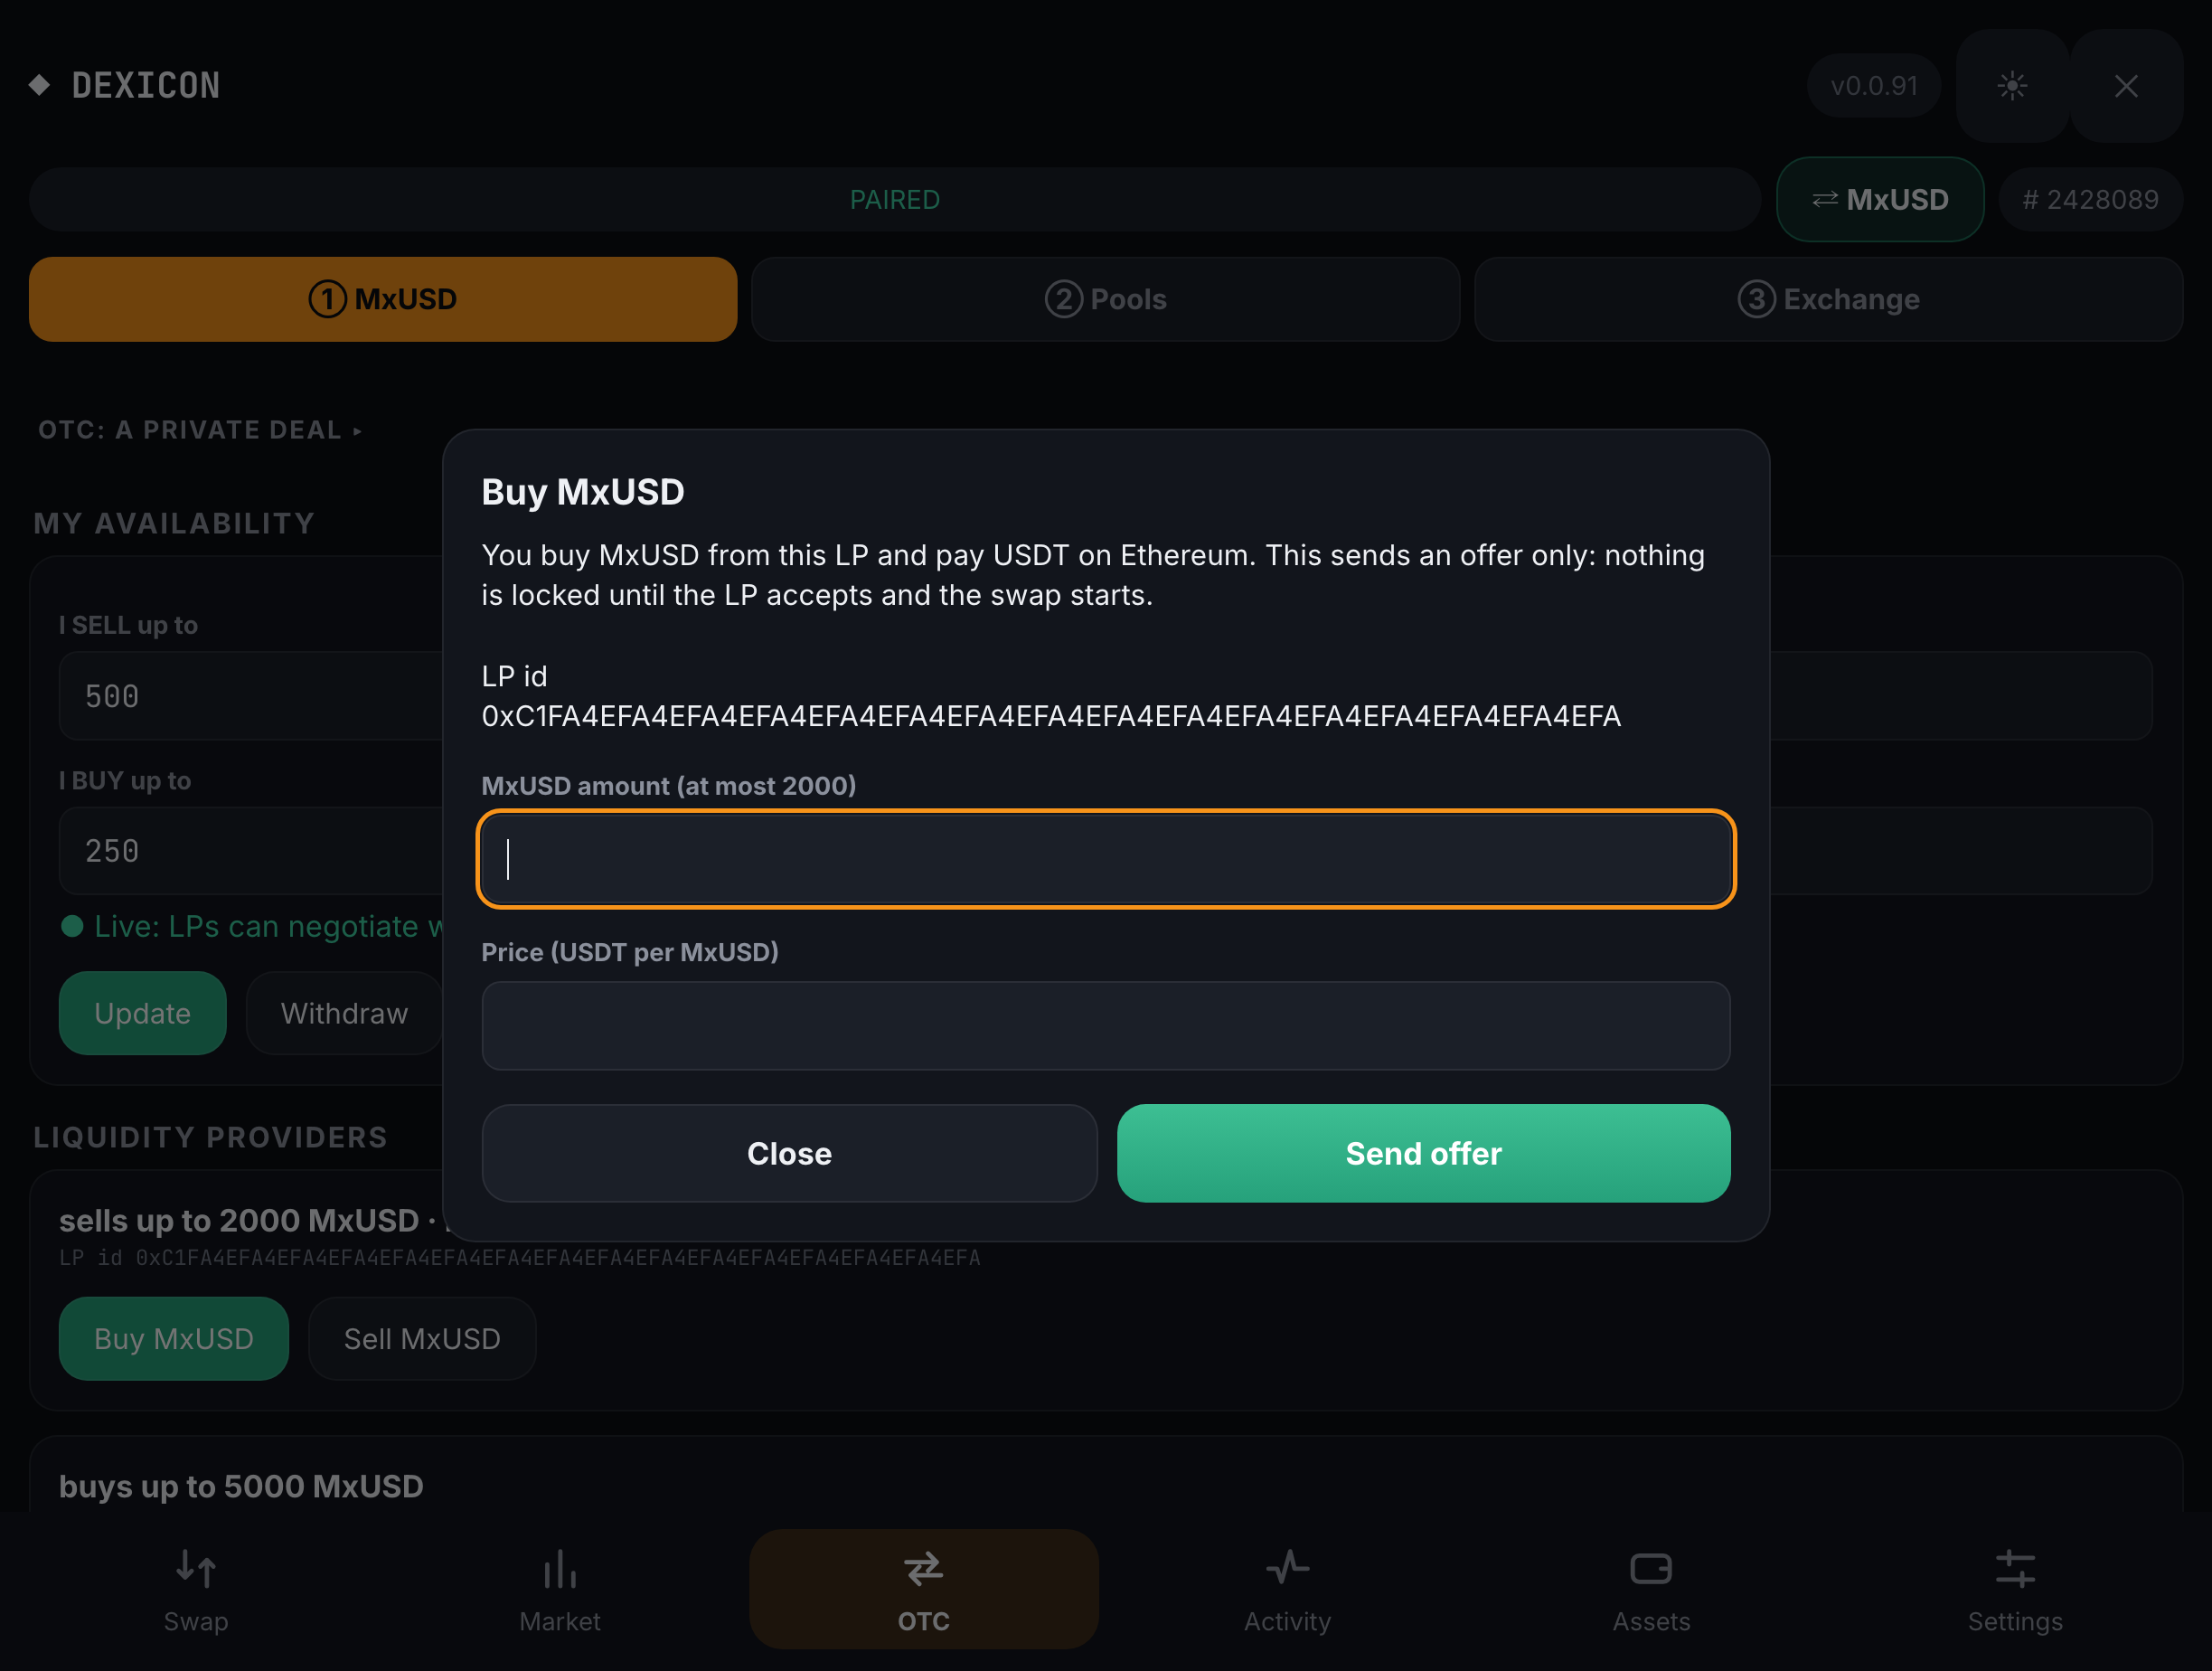 ◆ DEXICON
v0.0.91
PAIRED
⇄ MxUSD
# 2428089
① MxUSD
② Pools
③ Exchange
OTC: A PRIVATE DEAL ▸
MY AVAILABILITY
I SELL up to
500
I BUY up to
250
Live: LPs can negotiate
Update
Withdraw
Buy MxUSD
You buy MxUSD from this LP and pay USDT on Ethereum. This sends an offer only: nothing
is locked until the LP accepts and the swap starts.
LP id
0xC1FA4EFA4EFA4EFA4EFA4EFA4EFA4EFA4EFA4EFA4EFA4EFA4EFA4EFA4EFA4EFA
MxUSD amount (at most 2000)
Price (USDT per MxUSD)
Close
Send offer
LIQUIDITY PROVIDERS
sells up to 2000 MxUSD ·
LP id 0xC1FA4EFA4EFA4EFA4EFA4EFA4EFA4EFA4EFA4EFA4EFA4EFA4EFA4EFA4EFA4EFA
Buy MxUSD
Sell MxUSD
buys up to 5000 MxUSD
Swap
Market
OTC
Activity
Assets
Settings